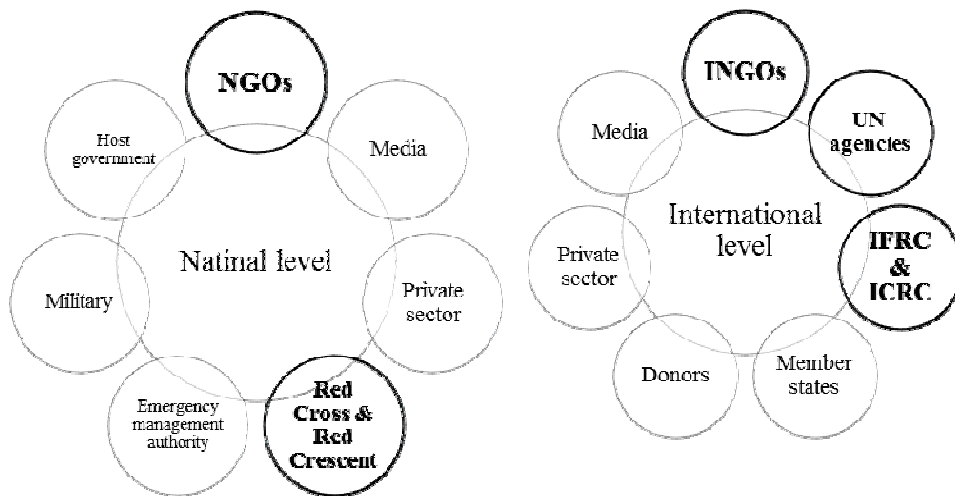 NGOs
Host
government
Media
Natinal level
Military
Private
sector
Emergency
management
authority
Red
Cross &
Red
Crescent
INGOs
Media
UN
agencies
International
level
Private
sector
IFRC
&
ICRC
Donors
Member
states